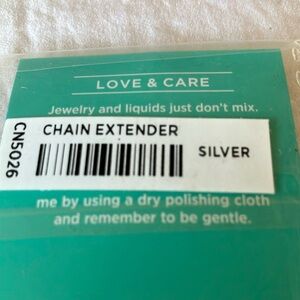 LOVE & CARE
Jewelry and liquids just don't mix.
CN5026
CHAIN EXTENDER
SILVER
me by using a dry polishing cloth
and remember to be gentle.